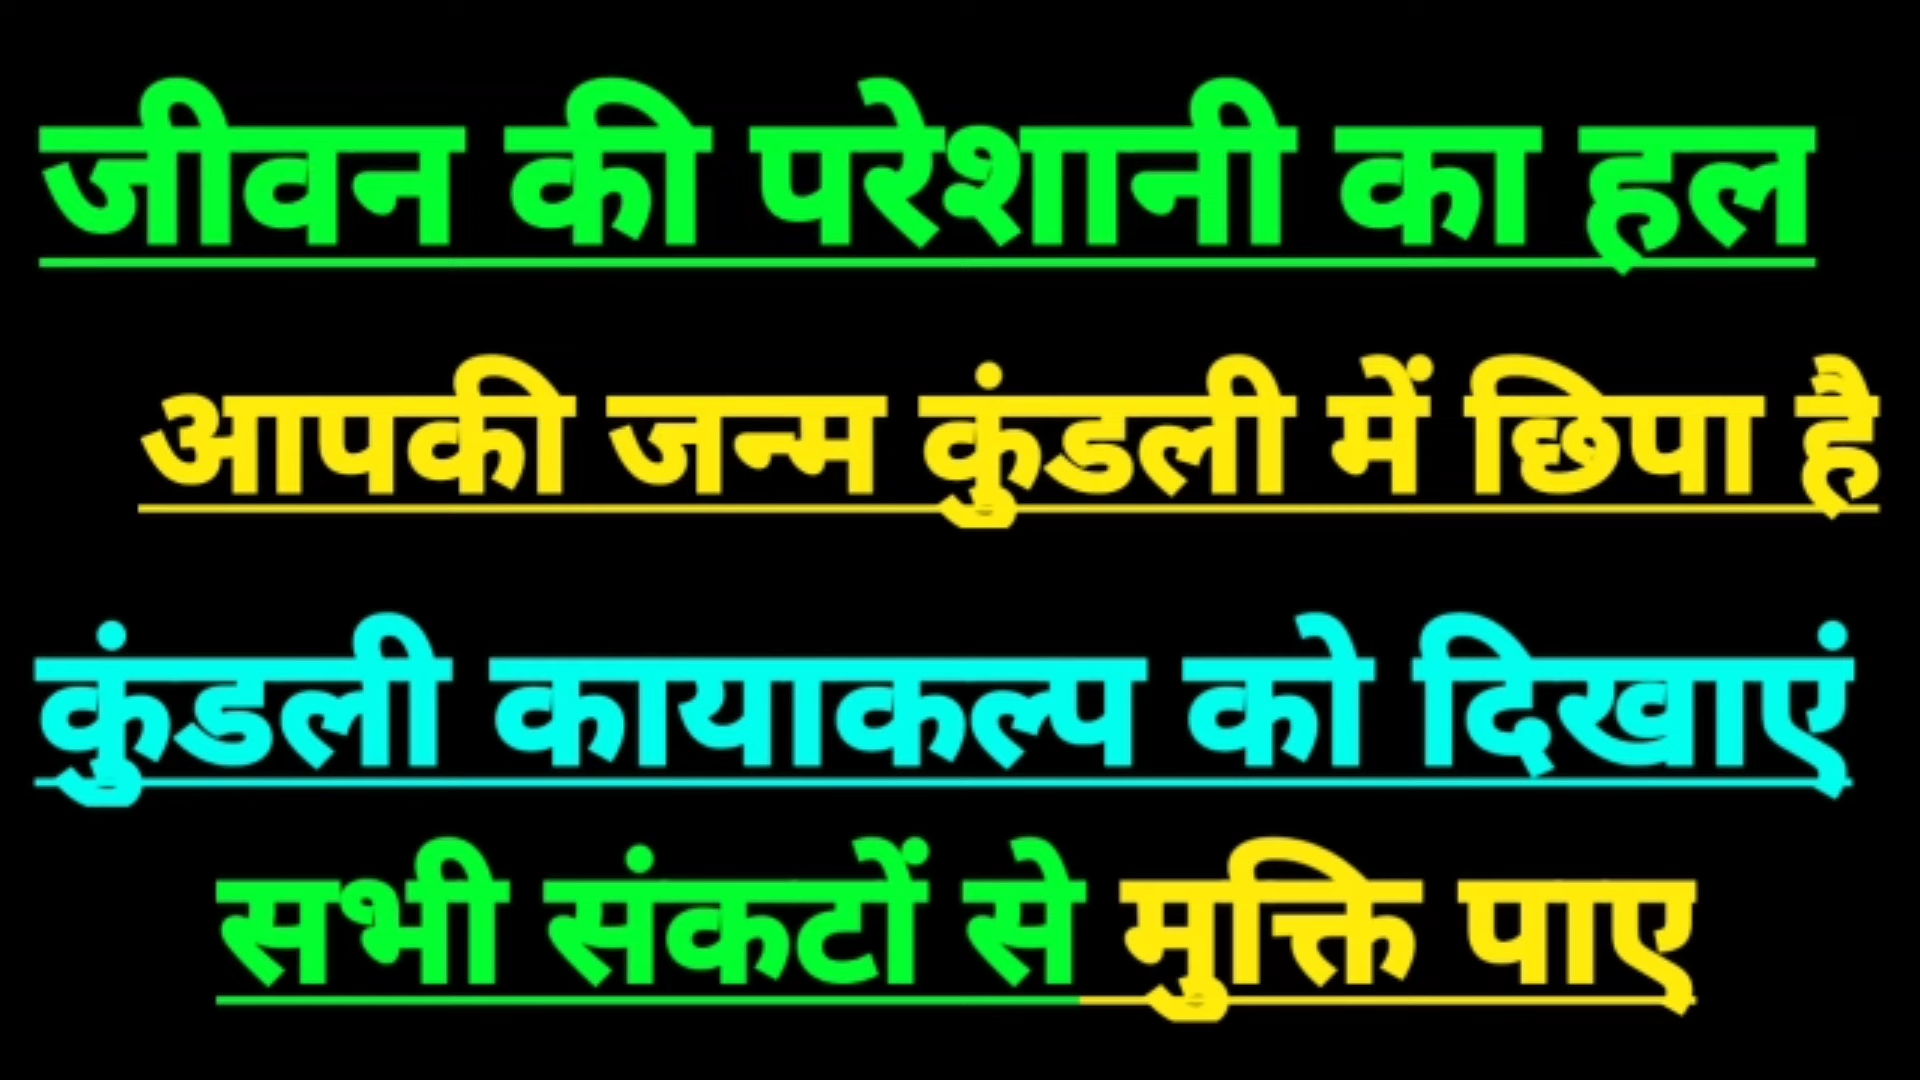 जीवन की परेशानी का हल
आपकी जन्म कुंडली में छिपा है
कुंडली कायाकल्प को दिखाएं
सभी संकटों से मुक्ति पाए